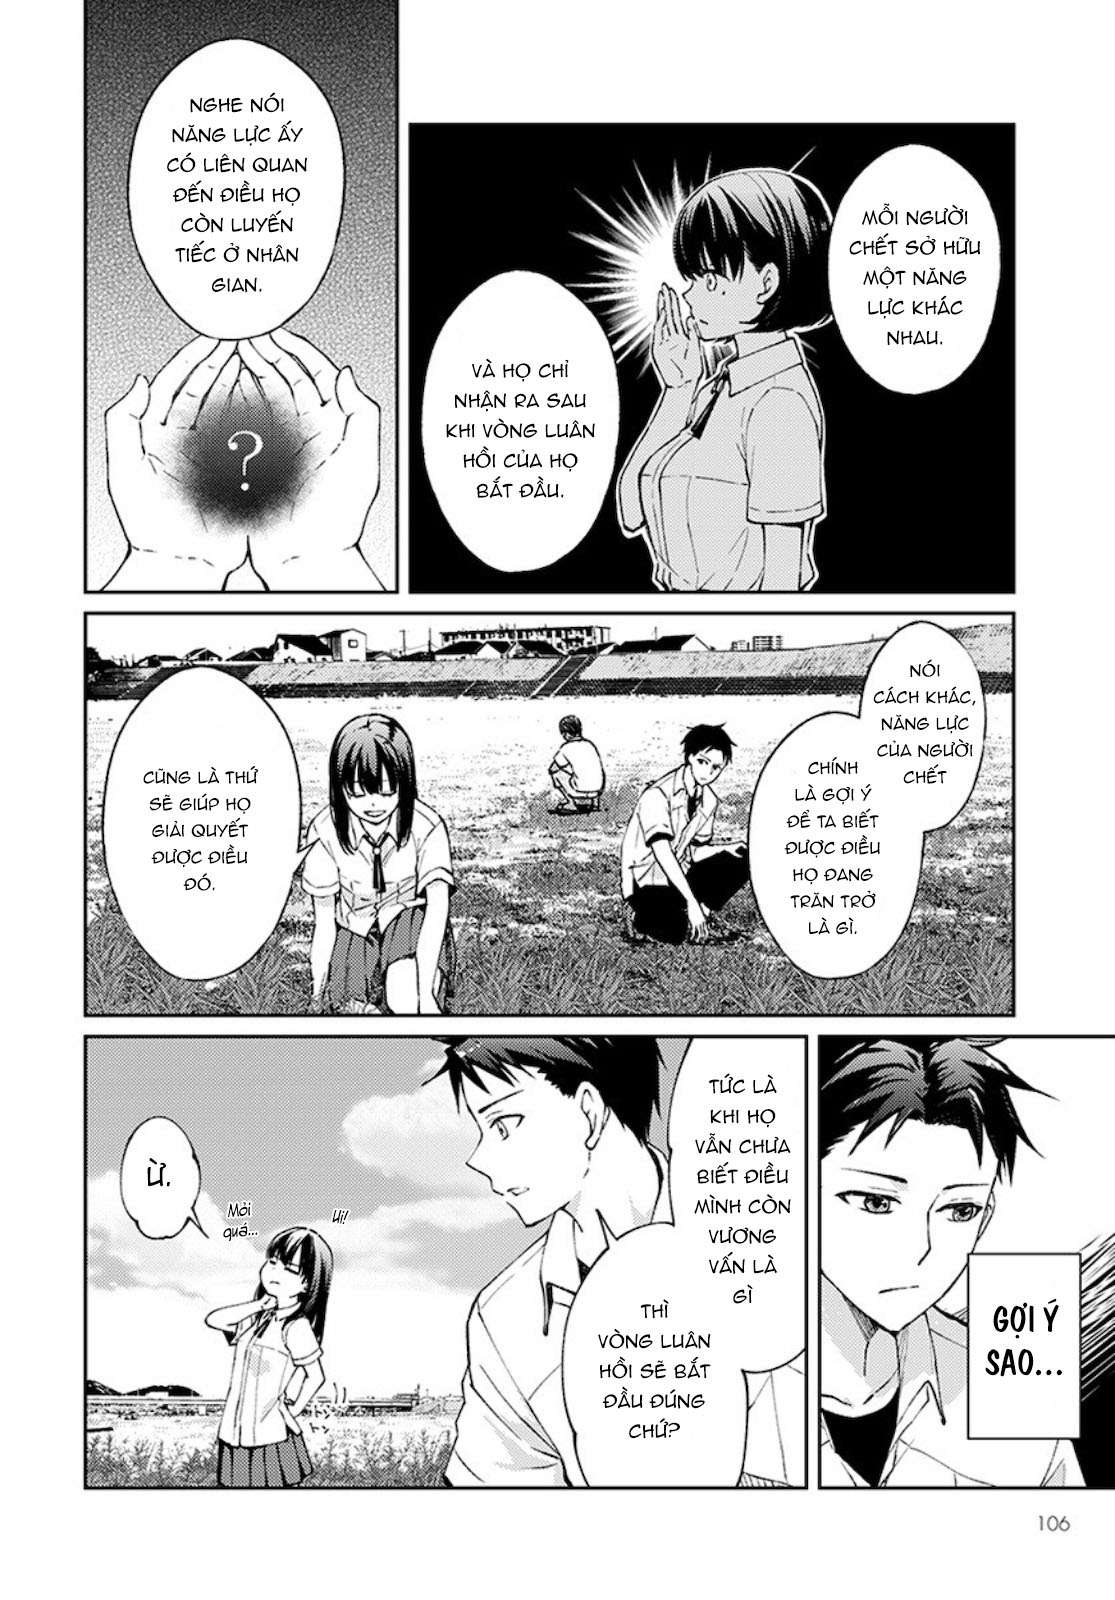 MỖI NGƯỜI
CHẾT SỞ HỮU
MỘT NĂNG
LỰC KHÁC
NHAU.
VÀ HỌ CHỈ
NHẬN RA SAU
KHI VÒNG LUÂN
HỒI CỦA HỌ
BẮT ĐẦU.
NGHE NÓI
NĂNG LỰC ẤY
CÓ LIÊN QUAN
ĐẾN ĐIỀU HỌ
CÒN LUYẾN
TIẾC Ở NHÂN
GIAN.
?
NÓI
CÁCH KHÁC,
NĂNG LỰC
CỦA NGƯỜI
CHẾT
CHÍNH
LÀ GỢI Ý
ĐỂ TA BIẾT
ĐƯỢC ĐIỀU
HỌ ĐANG
TRĂN TRỞ
LÀ GÌ.
CŨNG LÀ THỨ
SẼ GIÚP HỌ
GIẢI QUYẾT
ĐƯỢC ĐIỀU
ĐÓ.
GỢI Ý
SAO...
TỨC LÀ
KHI HỌ
VẪN CHƯA
BIẾT ĐIỀU
MÌNH CÒN
VƯƠNG
VẤN LÀ
GÌ
THÌ
VÒNG LUÂN
HỒI SẼ BẮT
ĐẦU ĐÚNG
CHỨ?
Ừ.
Mỏi
quá...
Ui!
トン
トン
106